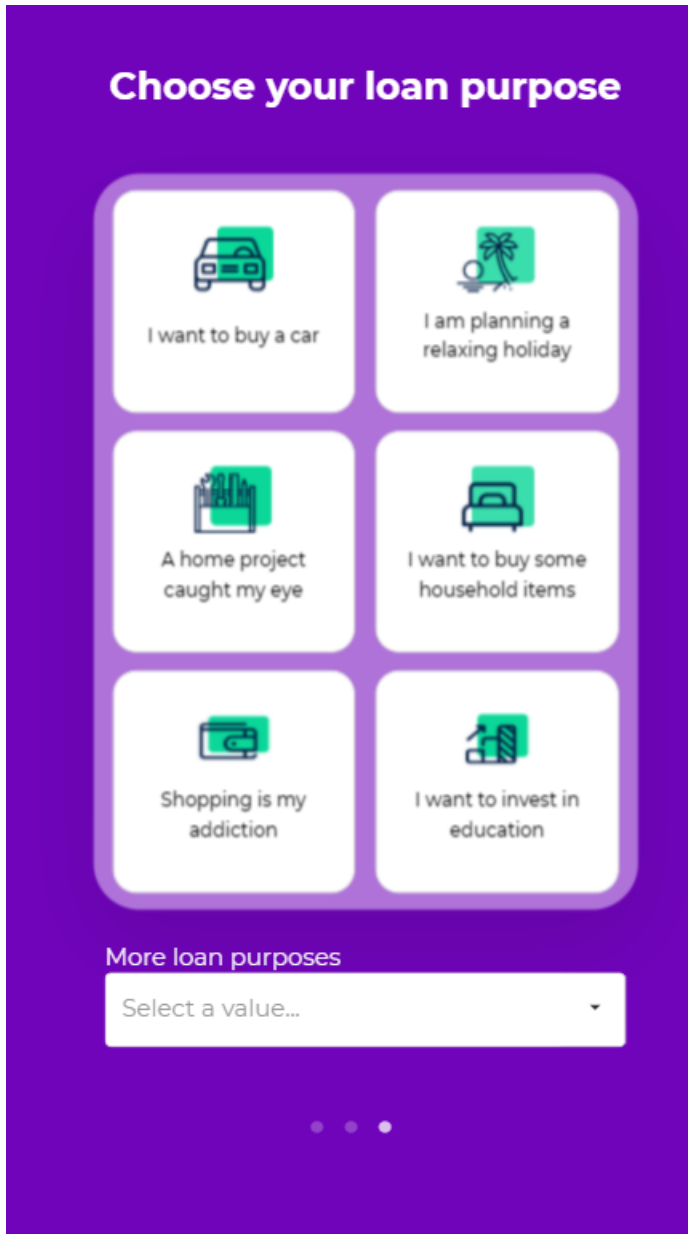 Choose your loan purpose
I want to buy a car
I am planning a
relaxing holiday
A home project
caught my eye
I want to buy some
household items
Shopping is my
addiction
I want to invest in
education
More loan purposes
Select a value...